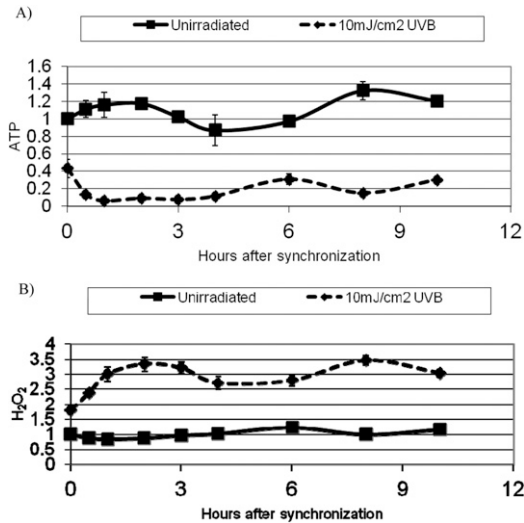 A)
Unirradiated 10mJ/cm2 UVB
1.6
1.4
1.2
1
0.8
0.6
0.4
0.2
0
ATP
0 3 6 9 12
Hours after synchronization
B)
Unirradiated 10mJ/cm2 UVB
4
3.5
3
2.5
2
1.5
1
0.5
0
H₂O₂
0 3 6 9 12
Hours after synchronization